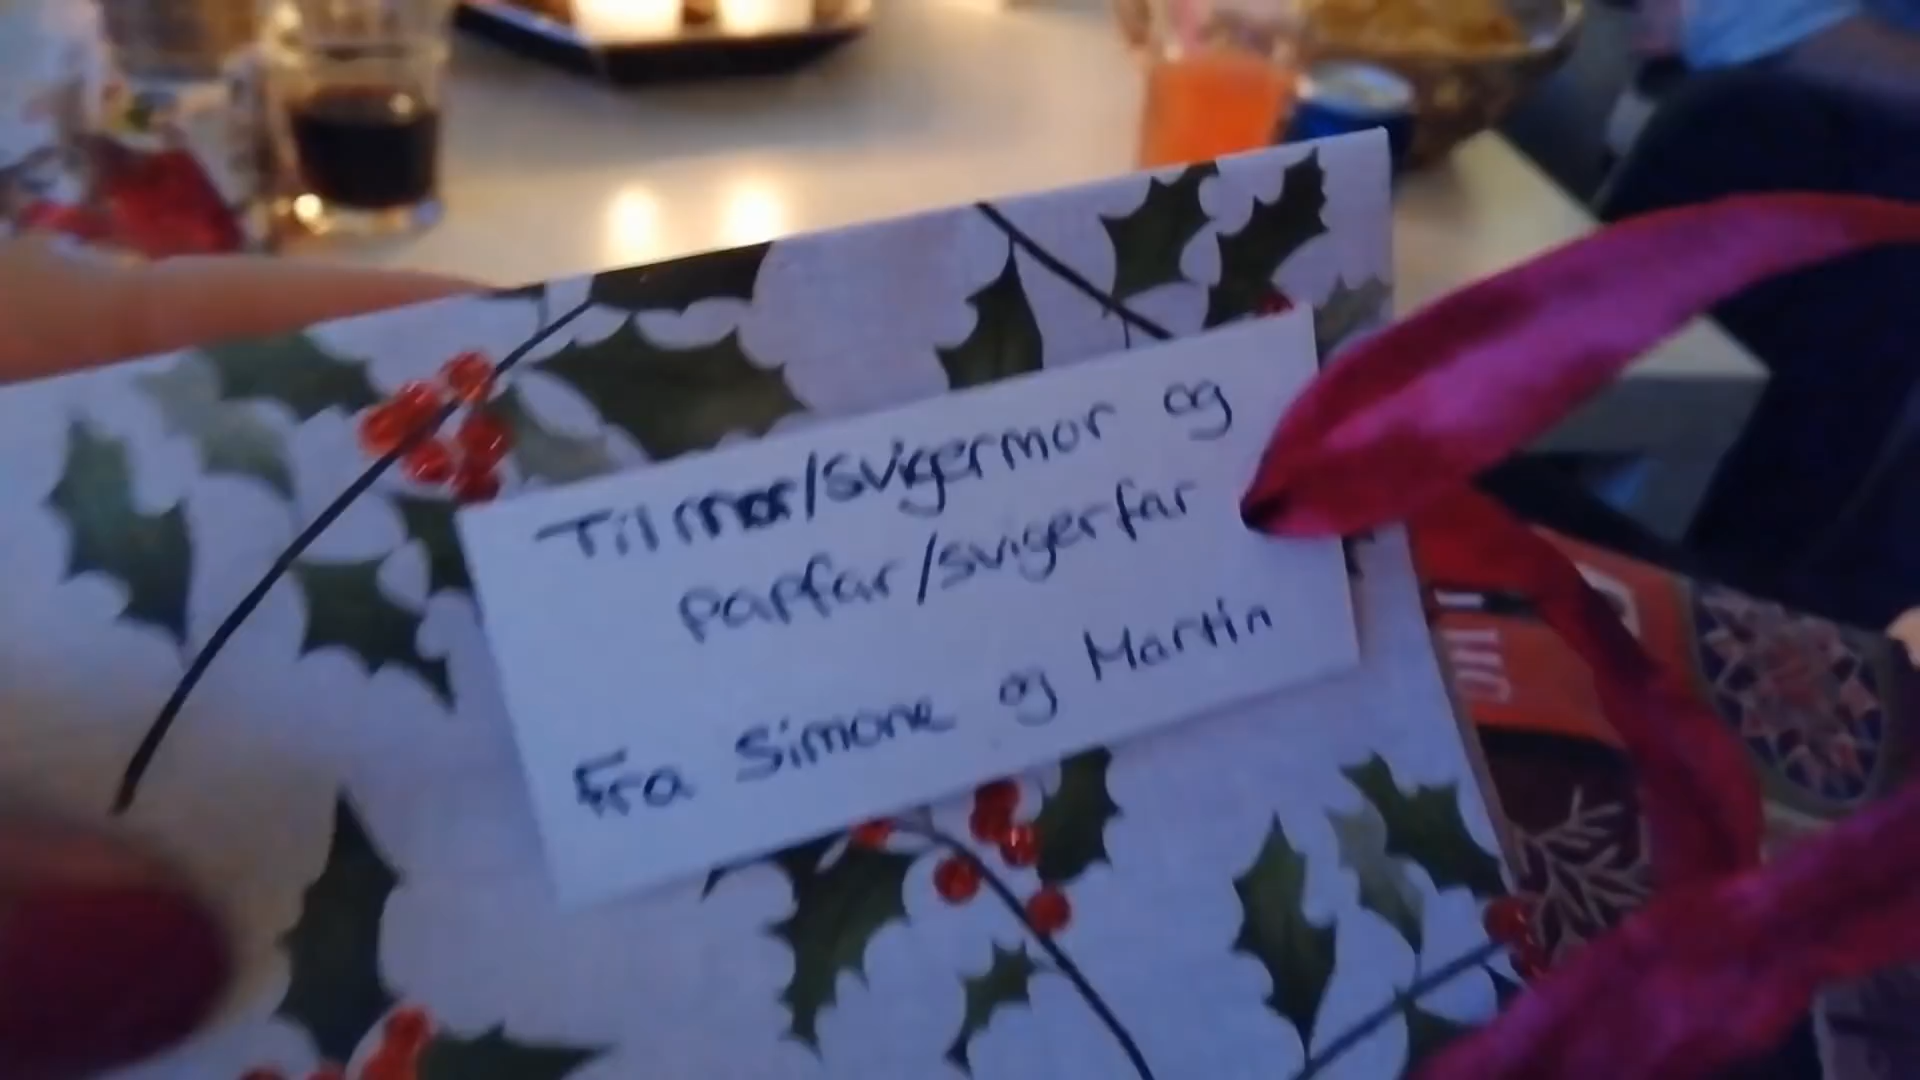 Til mor/svigermor og
papfar/svigerfar
Fra Simone og Martin